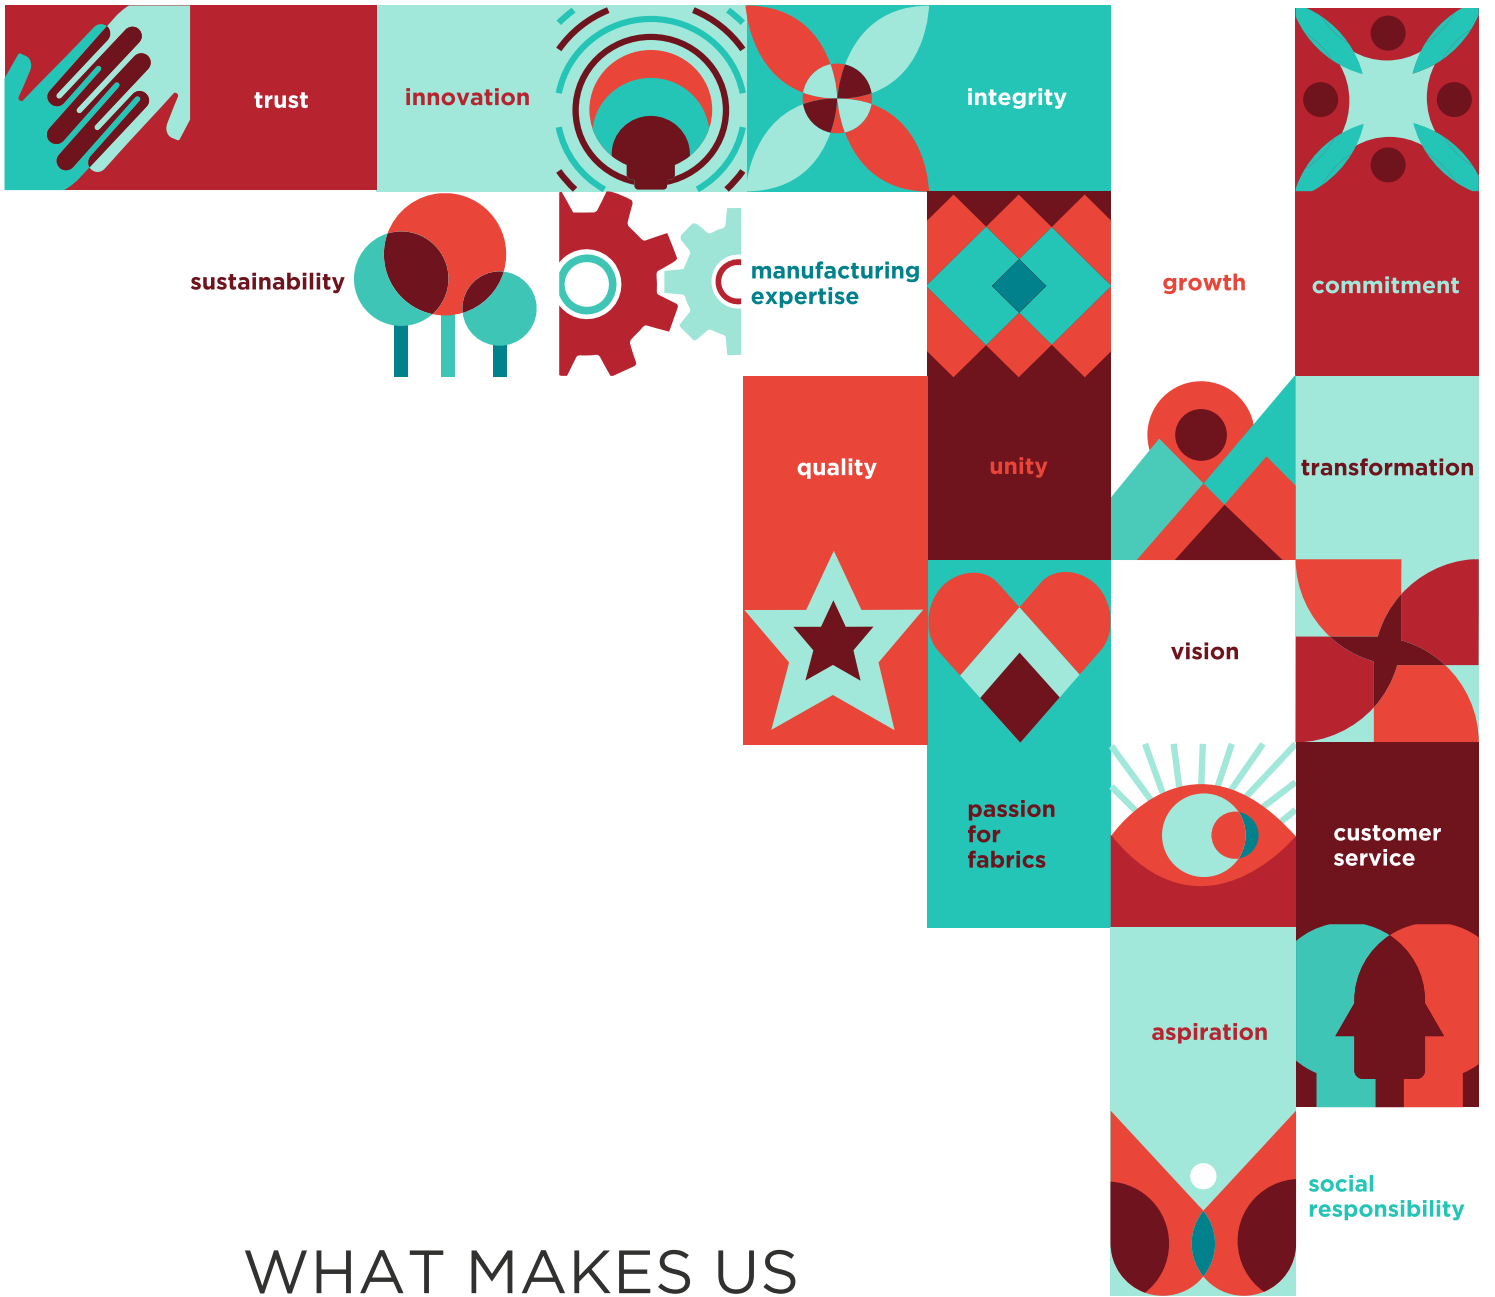 trust
innovation
integrity
sustainability
manufacturing
expertise
growth
commitment
quality
unity
transformation
vision
passion
for
fabrics
customer
service
aspiration
social
responsibility
WHAT MAKES US